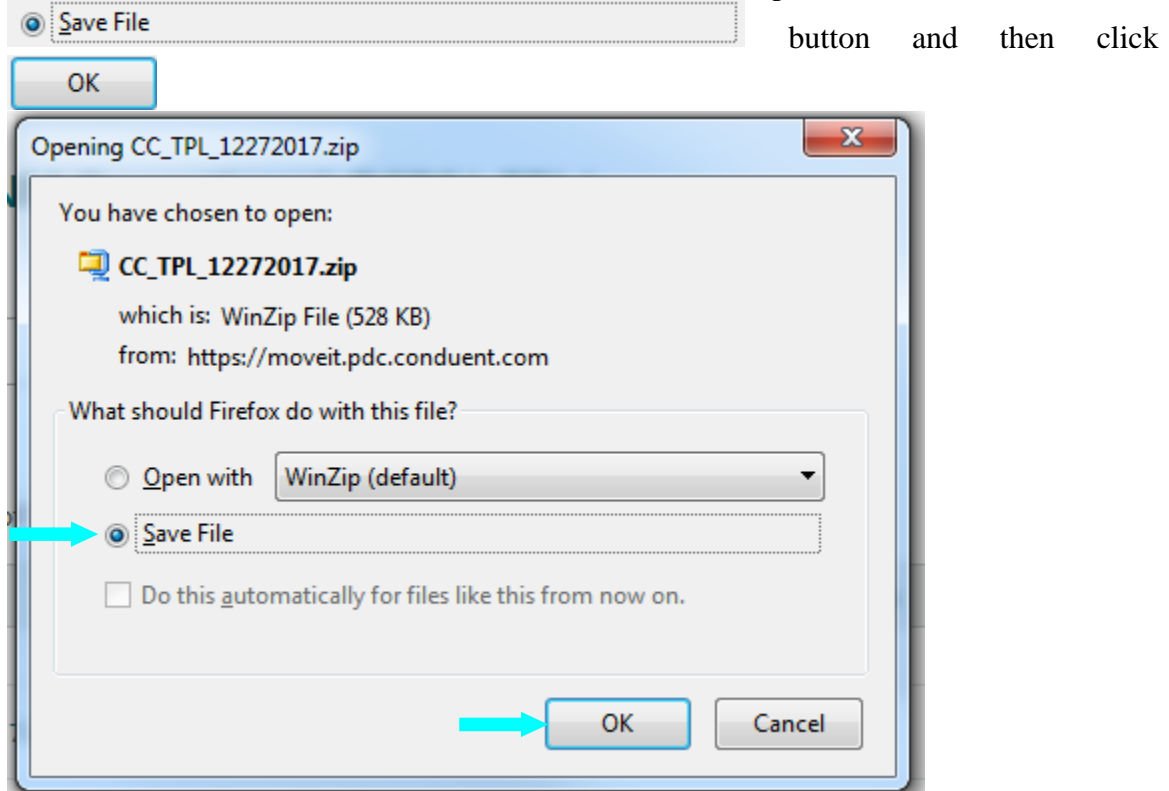 Save File
button and then click
OK
Opening CC_TPL_12272017.zip
You have chosen to open:
CC_TPL_12272017.zip
which is: WinZip File (528 KB)
from: https://moveit.pdc.conduent.com
What should Firefox do with this file?
Open with WinZip (default)
Save File
Do this automatically for files like this from now on.
OK Cancel